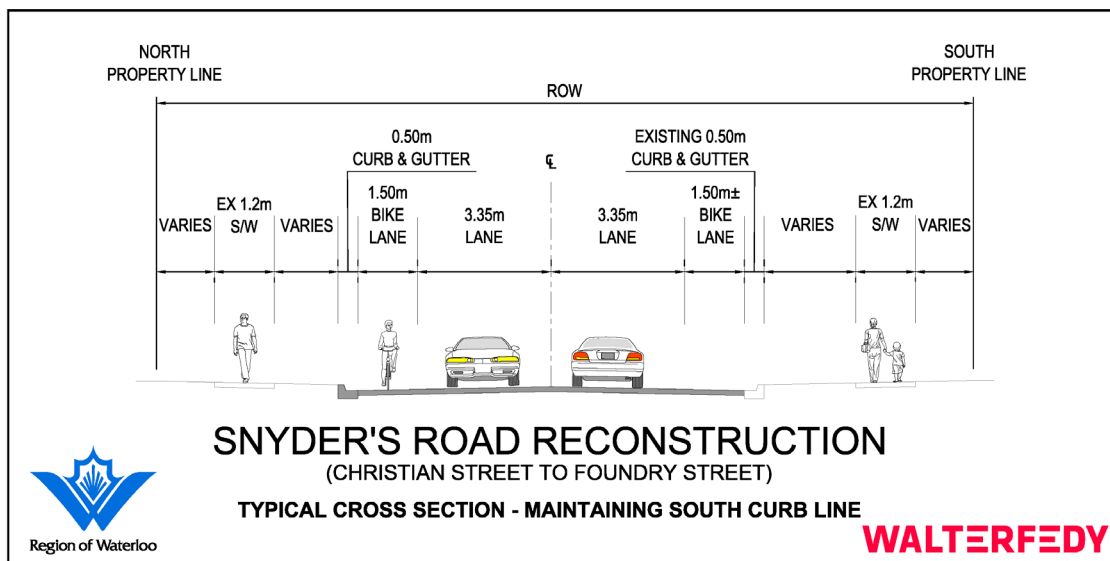 NORTH
PROPERTY LINE
SOUTH
PROPERTY LINE
ROW
0.50m
CURB & GUTTER
℄
EXISTING 0.50m
CURB & GUTTER
VARIES
EX 1.2m
S/W
VARIES
1.50m
BIKE
LANE
3.35m
LANE
3.35m
LANE
1.50m±
BIKE
LANE
VARIES
EX 1.2m
S/W
VARIES
SNYDER'S ROAD RECONSTRUCTION
(CHRISTIAN STREET TO FOUNDRY STREET)
TYPICAL CROSS SECTION - MAINTAINING SOUTH CURB LINE
Region of Waterloo
WALTERFEDY